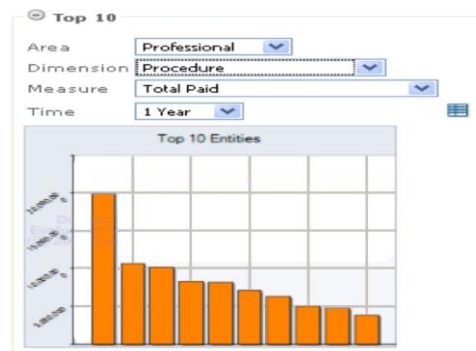 Top 10
Area Professional
Dimension Procedure
Measure Total Paid
Time 1 Year
Top 10 Entities